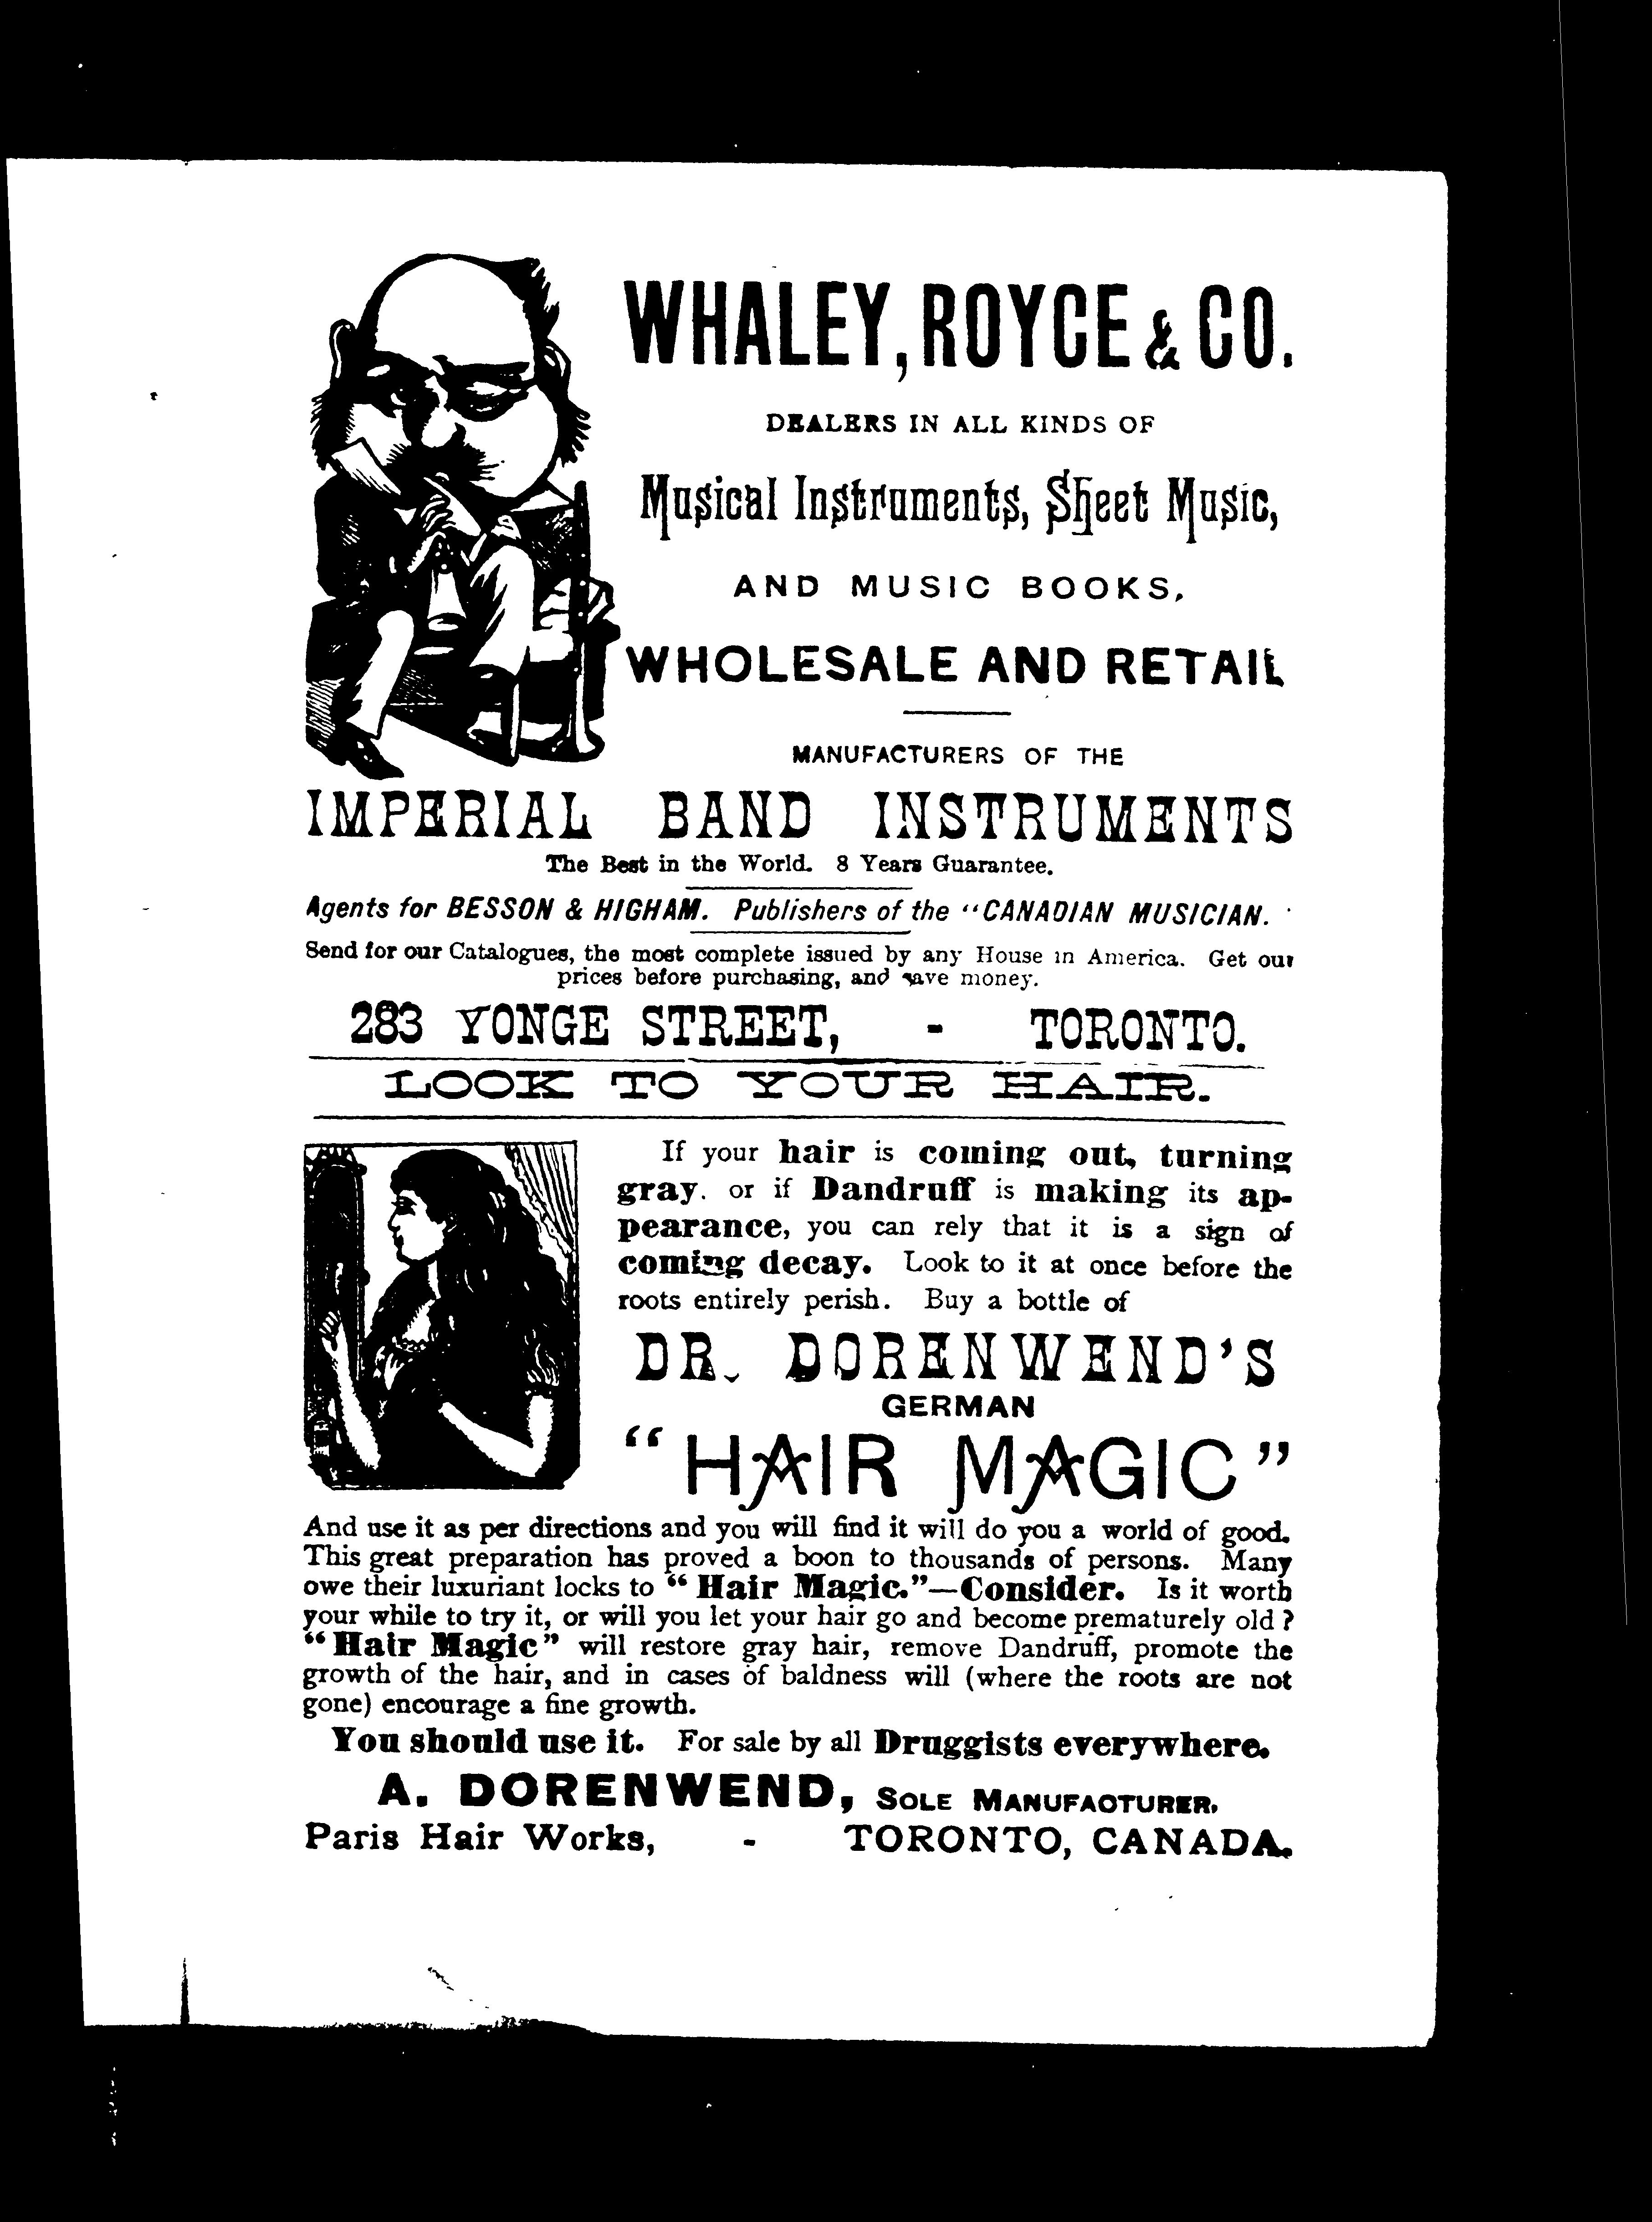 WHALEY, ROYCE & CO.
DEALERS IN ALL KINDS OF
Musical Instruments, Sheet Music,
AND MUSIC BOOKS,
WHOLESALE AND RETAIL
MANUFACTURERS OF THE
IMPERIAL BAND INSTRUMENTS
The Best in the World. 8 Years Guarantee.
Agents for BESSON & HIGHAM. Publishers of the "CANADIAN MUSICIAN.
Send for our Catalogues, the most complete issued by any House in America. Get our
prices before purchasing, and save money.
283 YONGE STREET, - TORONTO.
LOOK TO YOUR HAIR.
If your hair is coming out, turning
gray. or if Dandruff is making its ap-
pearance, you can rely that it is a sign of
coming decay. Look to it at once before the
roots entirely perish. Buy a bottle of
DR. DORENWEND'S
GERMAN
"HAIR MAGIC"
And use it as per directions and you will find it will do you a world of good.
This great preparation has proved a boon to thousands of persons. Many
owe their luxuriant locks to "Hair Magic."—Consider. Is it worth
your while to try it, or will you let your hair go and become prematurely old?
"Hair Magic" will restore gray hair, remove Dandruff, promote the
growth of the hair, and in cases of baldness will (where the roots are not
gone) encourage a fine growth.
You should use it. For sale by all Druggists everywhere.
A. DORENWEND, SOLE MANUFACTURER,
Paris Hair Works, - TORONTO, CANADA.